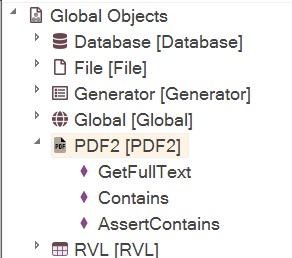 Global Objects
Database [Database]
File [File]
Generator [Generator]
Global [Global]
PDF PDF2 [PDF2]
GetFullText
Contains
AssertContains
RVL [RVL]